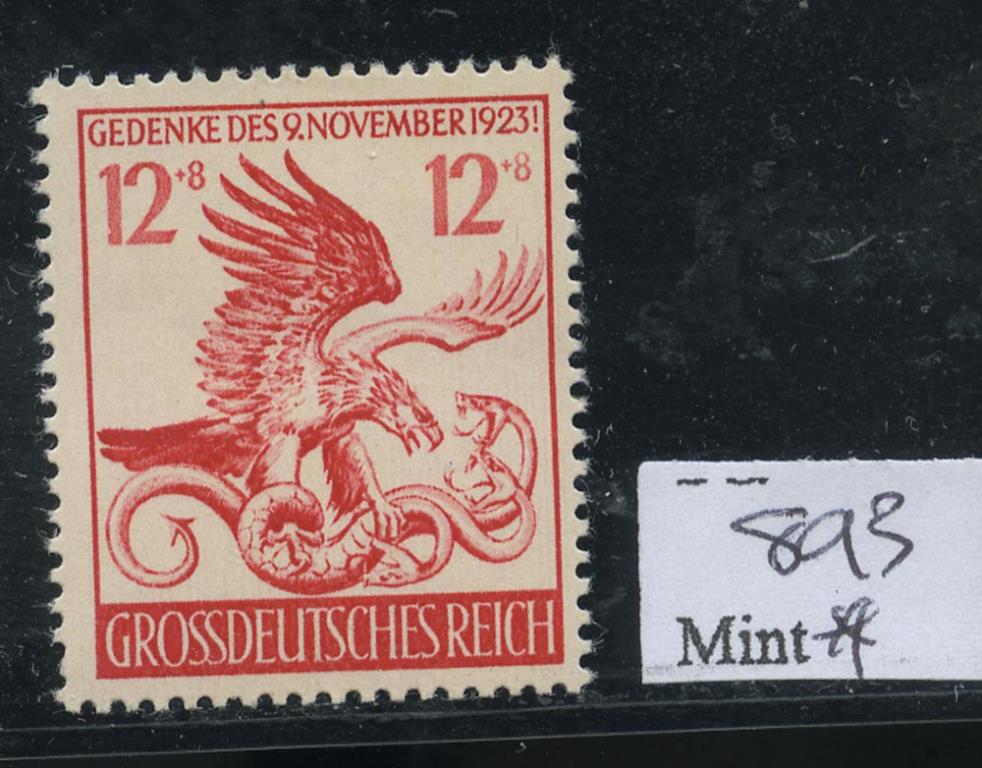 GEDENKE DES 9. NOVEMBER 1923!
12+8 12+8
GROSSDEUTSCHES REICH
893
Mint *